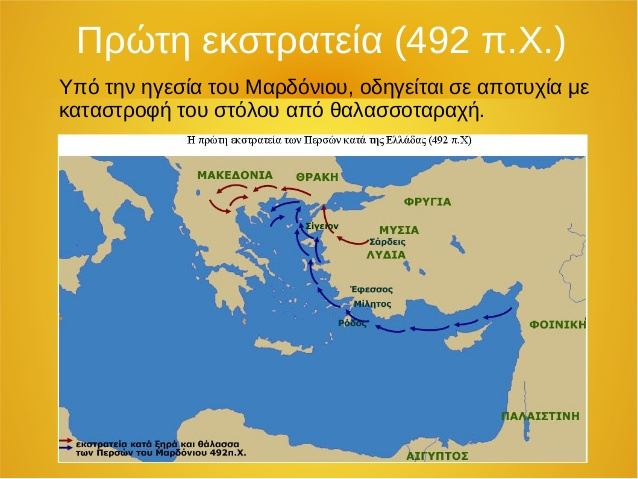 Πρώτη εκστρατεία (492 π.Χ.)
Υπό την ηγεσία του Μαρδόνιου, οδηγείται σε αποτυχία με
καταστροφή του στόλου από θαλασσοταραχή.
Η πρώτη εκστρατεία των Περσών κατά της Ελλάδας (492 π.Χ)
ΜΑΚΕΔΟΝΙΑ
ΘΡΑΚΗ
ΦΡΥΓΙΑ
Σίγειον
ΜΥΣΙΑ
Σάρδεις
ΛΥΔΙΑ
Έφεσσος
Μίλητος
Ρόδος
ΦΟΙΝΙΚΗ
ΠΑΛΑΙΣΤΙΝΗ
εκστρατεία κατά ξηρά και θάλασσα
των Περσών του Μαρδόνιου 492π.Χ.
ΑΙΓΥΠΤΟΣ